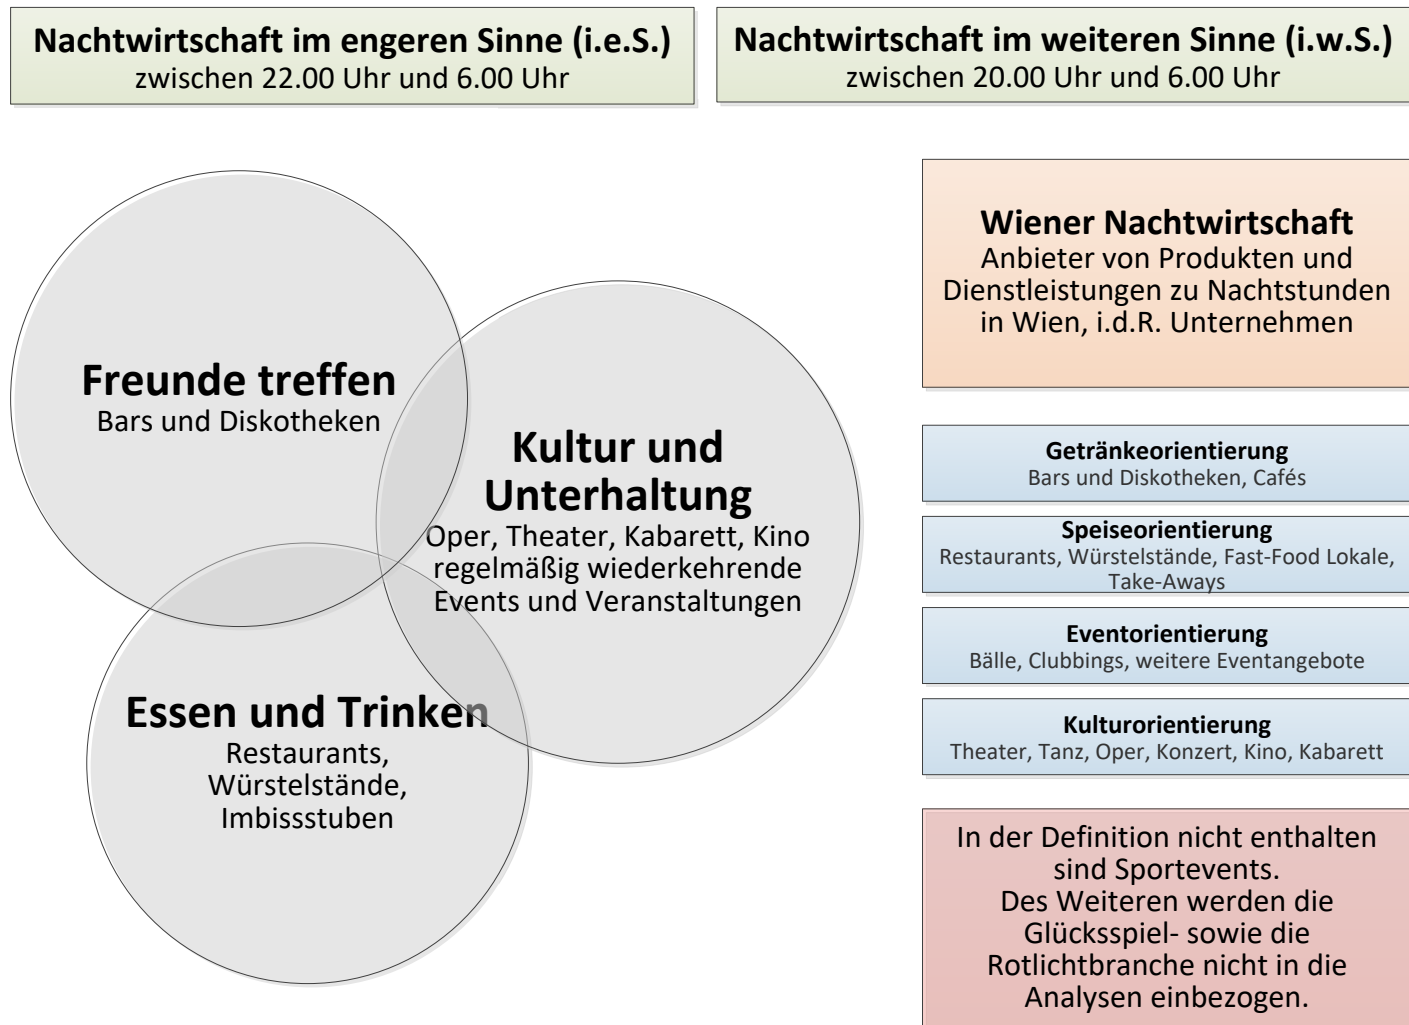 Nachtwirtschaft im engeren Sinne (i.e.S.)
zwischen 22.00 Uhr und 6.00 Uhr
Nachtwirtschaft im weiteren Sinne (i.w.S.)
zwischen 20.00 Uhr und 6.00 Uhr
Freunde treffen
Bars und Diskotheken
Kultur und
Unterhaltung
Oper, Theater, Kabarett, Kino
regelmäßig wiederkehrende
Events und Veranstaltungen
Essen und Trinken
Restaurants,
Würstelstände,
Imbissstuben
Wiener Nachtwirtschaft
Anbieter von Produkten und
Dienstleistungen zu Nachtstunden
in Wien, i.d.R. Unternehmen
Getränkeorientierung
Bars und Diskotheken, Cafés
Speiseorientierung
Restaurants, Würstelstände, Fast-Food Lokale,
Take-Aways
Eventorientierung
Bälle, Clubbings, weitere Eventangebote
Kulturorientierung
Theater, Tanz, Oper, Konzert, Kino, Kabarett
In der Definition nicht enthalten
sind Sportevents.
Des Weiteren werden die
Glücksspiel- sowie die
Rotlichtbranche nicht in die
Analysen einbezogen.